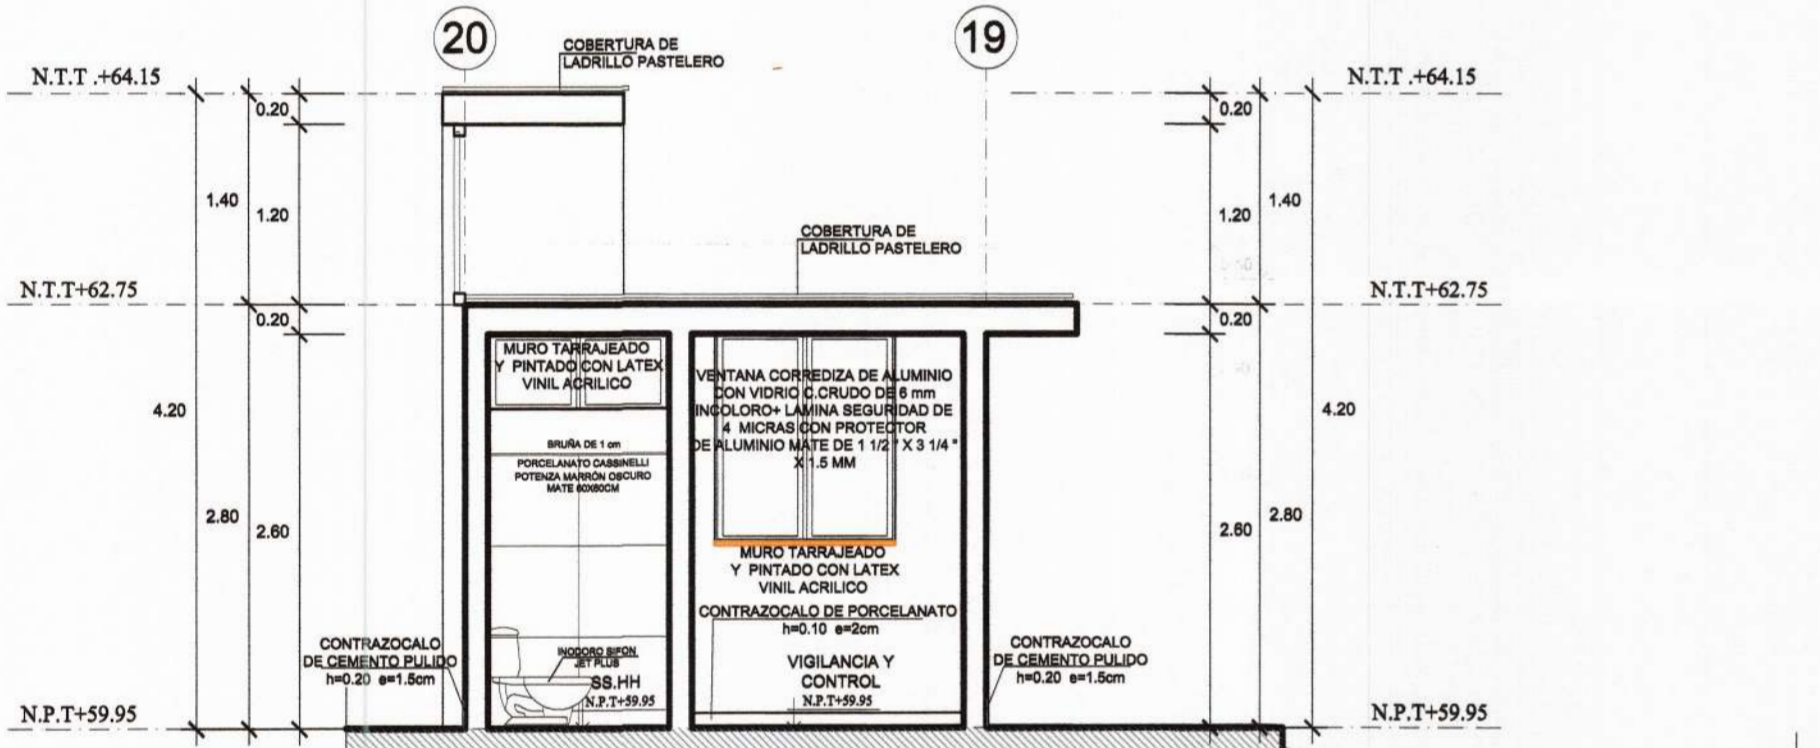 20
19
COBERTURA DE
LADRILLO PASTELERO
N.T.T .+64.15
N.T.T .+64.15
0.20
0.20
1.40
1.20
1.20
1.40
COBERTURA DE
LADRILLO PASTELERO
N.T.T+62.75
N.T.T+62.75
0.20
0.20
MURO TARRAJEADO
Y PINTADO CON LATEX
VINIL ACRILICO
VENTANA CORREDIZA DE ALUMINIO
CON VIDRIO C.CRUDO DE 6 mm
INCOLORO+ LAMINA SEGURIDAD DE
4 MICRAS CON PROTECTOR
DE ALUMINIO MATE DE 1 1/2 " X 3 1/4 "
X 1.5 MM
4.20
4.20
BRUÑA DE 1 cm
PORCELANATO CASSINELLI
POTENZA MARRÓN OSCURO
MATE 60X60CM
2.80
2.60
2.60
2.80
MURO TARRAJEADO
Y PINTADO CON LATEX
VINIL ACRILICO
CONTRAZOCALO DE PORCELANATO
h=0.10 e=2cm
CONTRAZOCALO
DE CEMENTO PULIDO
h=0.20 e=1.5cm
INODORO SIFON
JET PLUS
SS.HH
N.P.T+59.95
VIGILANCIA Y
CONTROL
N.P.T+59.95
CONTRAZOCALO
DE CEMENTO PULIDO
h=0.20 e=1.5cm
N.P.T+59.95
N.P.T+59.95